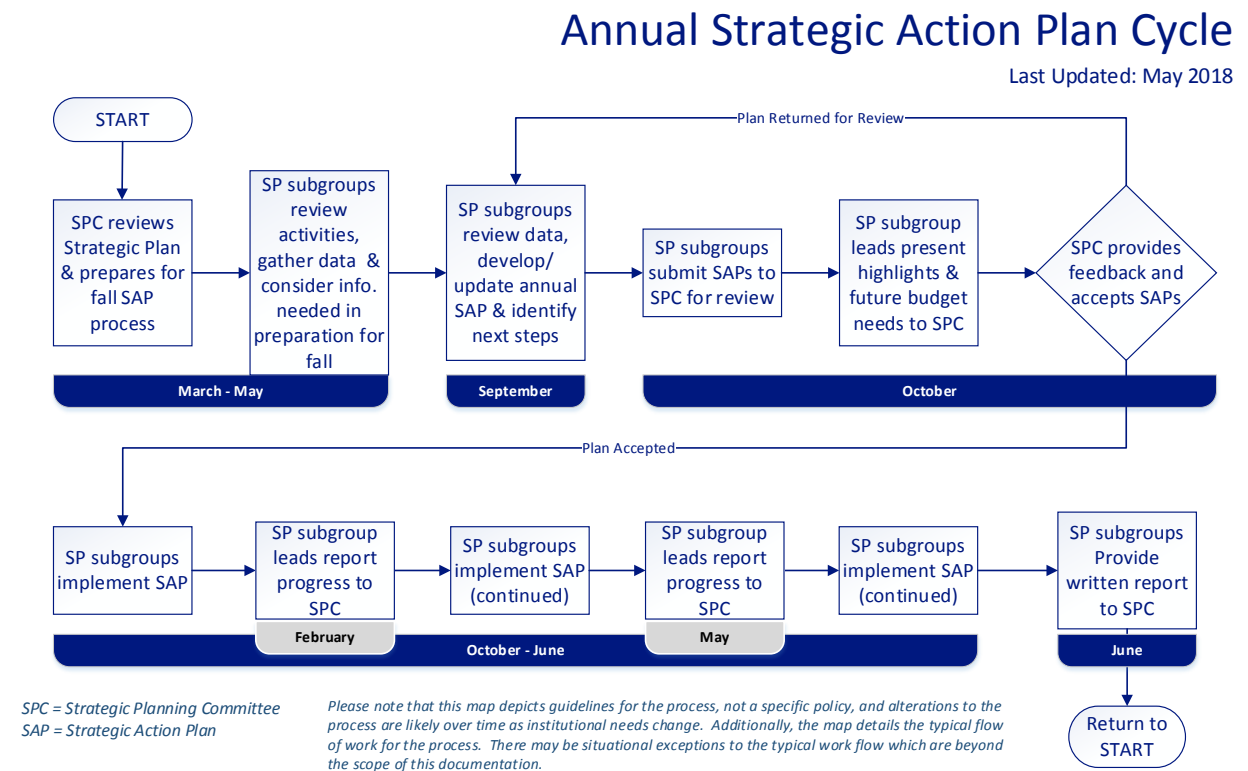 Annual Strategic Action Plan Cycle
Last Updated: May 2018
START
Plan Returned for Review
SPC reviews
Strategic Plan
& prepares for
fall SAP
process
SP subgroups
review
activities,
gather data &
consider info.
needed in
preparation for
fall
SP subgroups
review data,
develop/
update annual
SAP & identify
next steps
SP subgroups
submit SAPs to
SPC for review
SP subgroup
leads present
highlights &
future budget
needs to SPC
SPC provides
feedback and
accepts SAPs
March - May
September
October
Plan Accepted
SP subgroups
implement SAP
SP subgroup
leads report
progress to
SPC
February
SP subgroups
implement SAP
(continued)
SP subgroup
leads report
progress to
SPC
May
SP subgroups
implement SAP
(continued)
SP subgroups
Provide
written report
to SPC
October - June
June
Return to
START
SPC = Strategic Planning Committee
SAP = Strategic Action Plan
Please note that this map depicts guidelines for the process, not a specific policy, and alterations to the
process are likely over time as institutional needs change. Additionally, the map details the typical flow
of work for the process. There may be situational exceptions to the typical work flow which are beyond
the scope of this documentation.